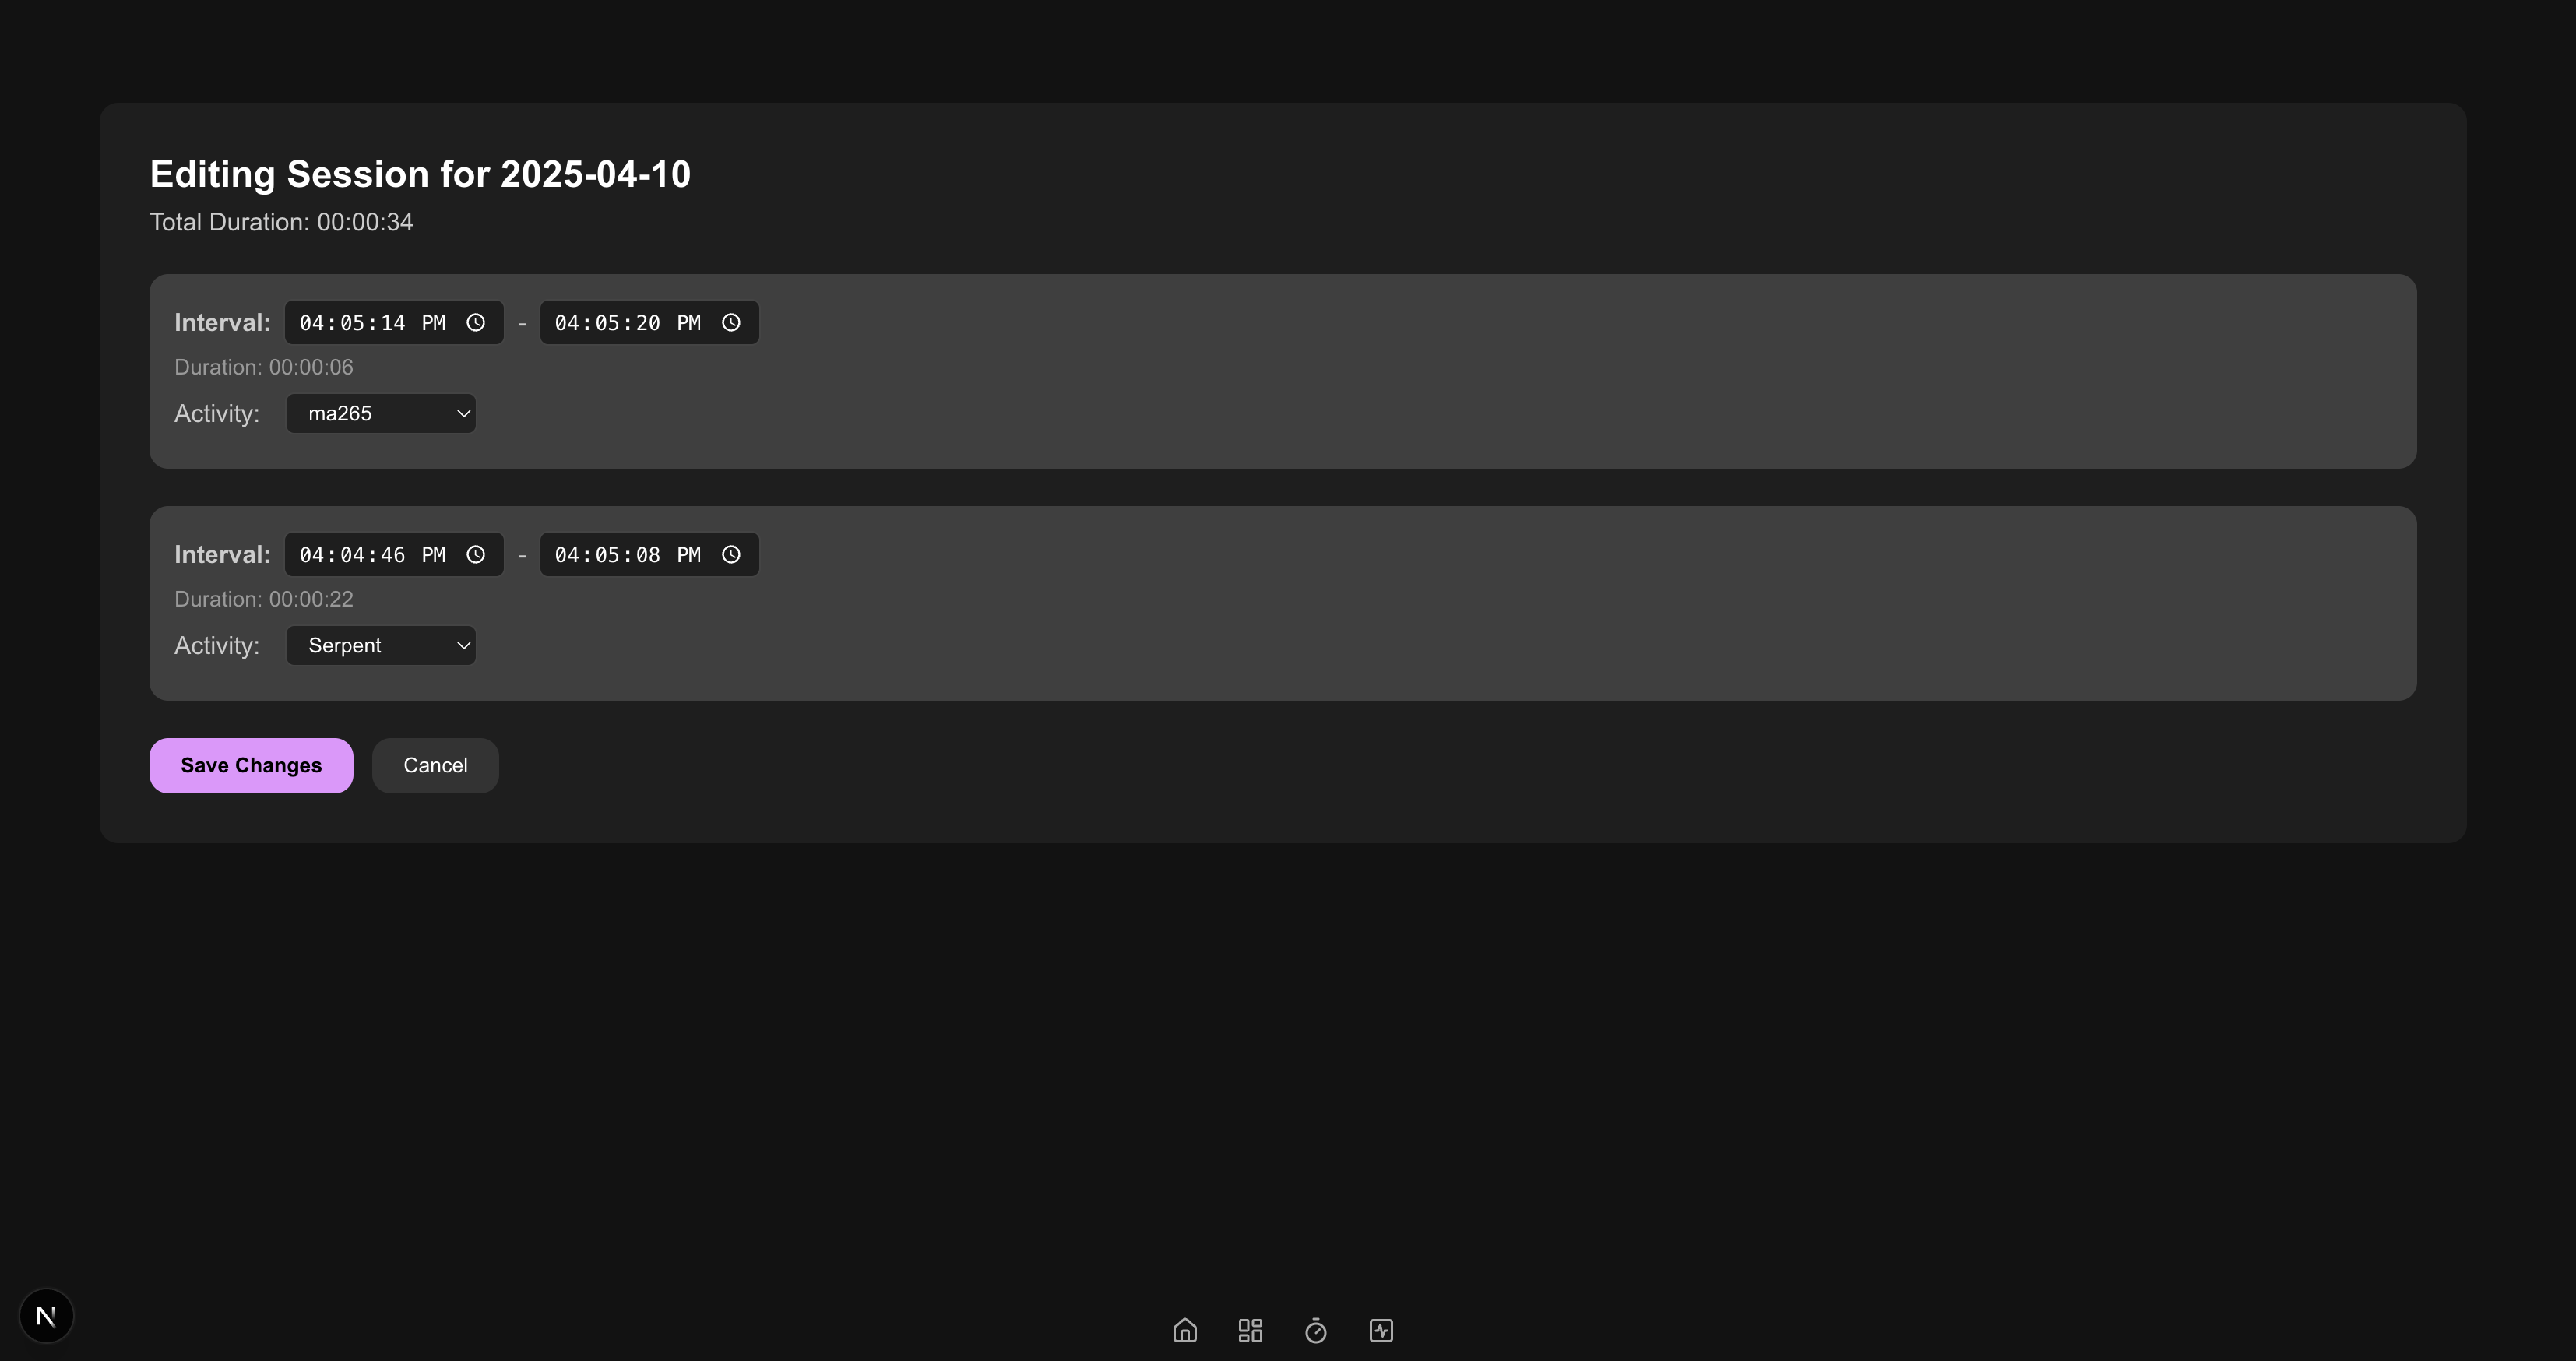 Editing Session for 2025-04-10
Total Duration: 00:00:34
Interval: 04:05:14 PM - 04:05:20 PM
Duration: 00:00:06
Activity: ma265
Interval: 04:04:46 PM - 04:05:08 PM
Duration: 00:00:22
Activity: Serpent
Save Changes Cancel
N